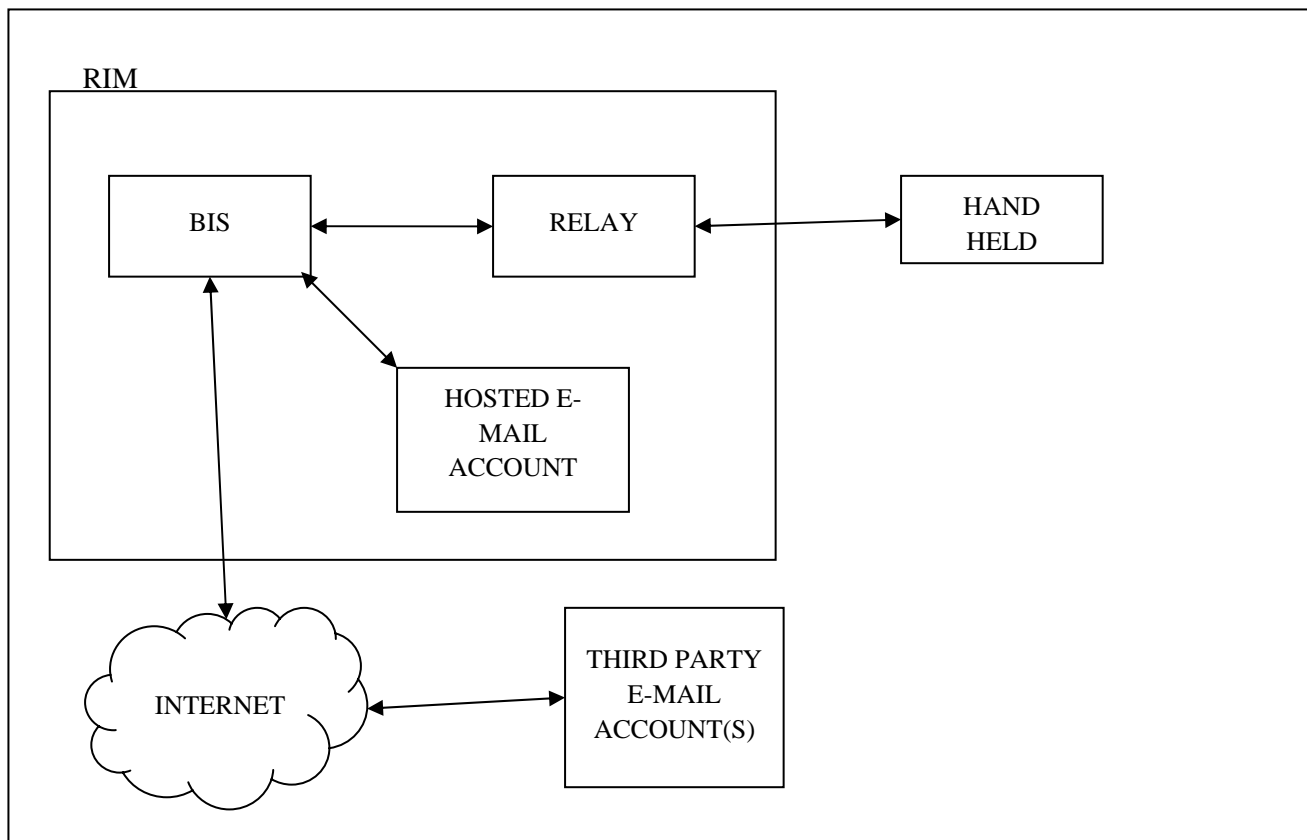 RIM
BIS
RELAY
HAND
HELD
HOSTED E-
MAIL
ACCOUNT
INTERNET
THIRD PARTY
E-MAIL
ACCOUNT(S)